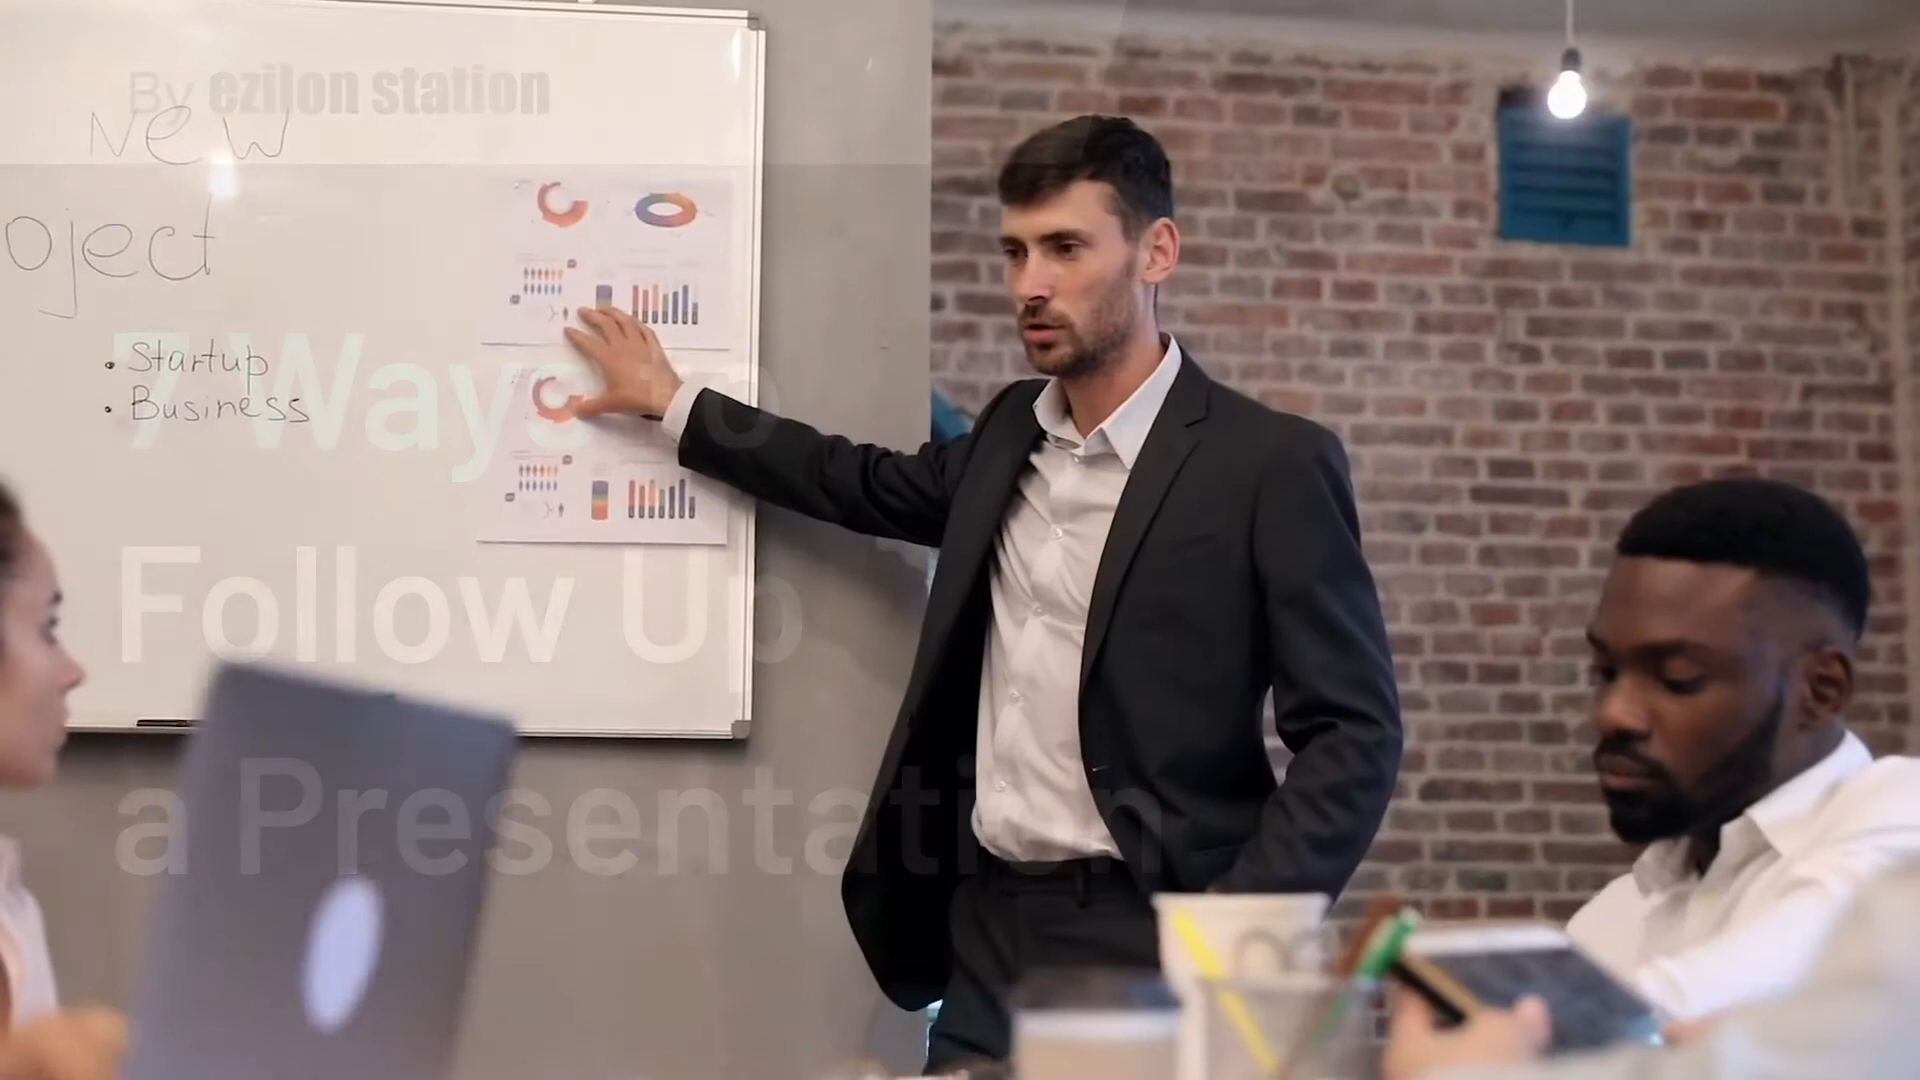 By ezilon station
New
oject
• Startup
• Business
7 Ways to
Follow Up
a Presentation